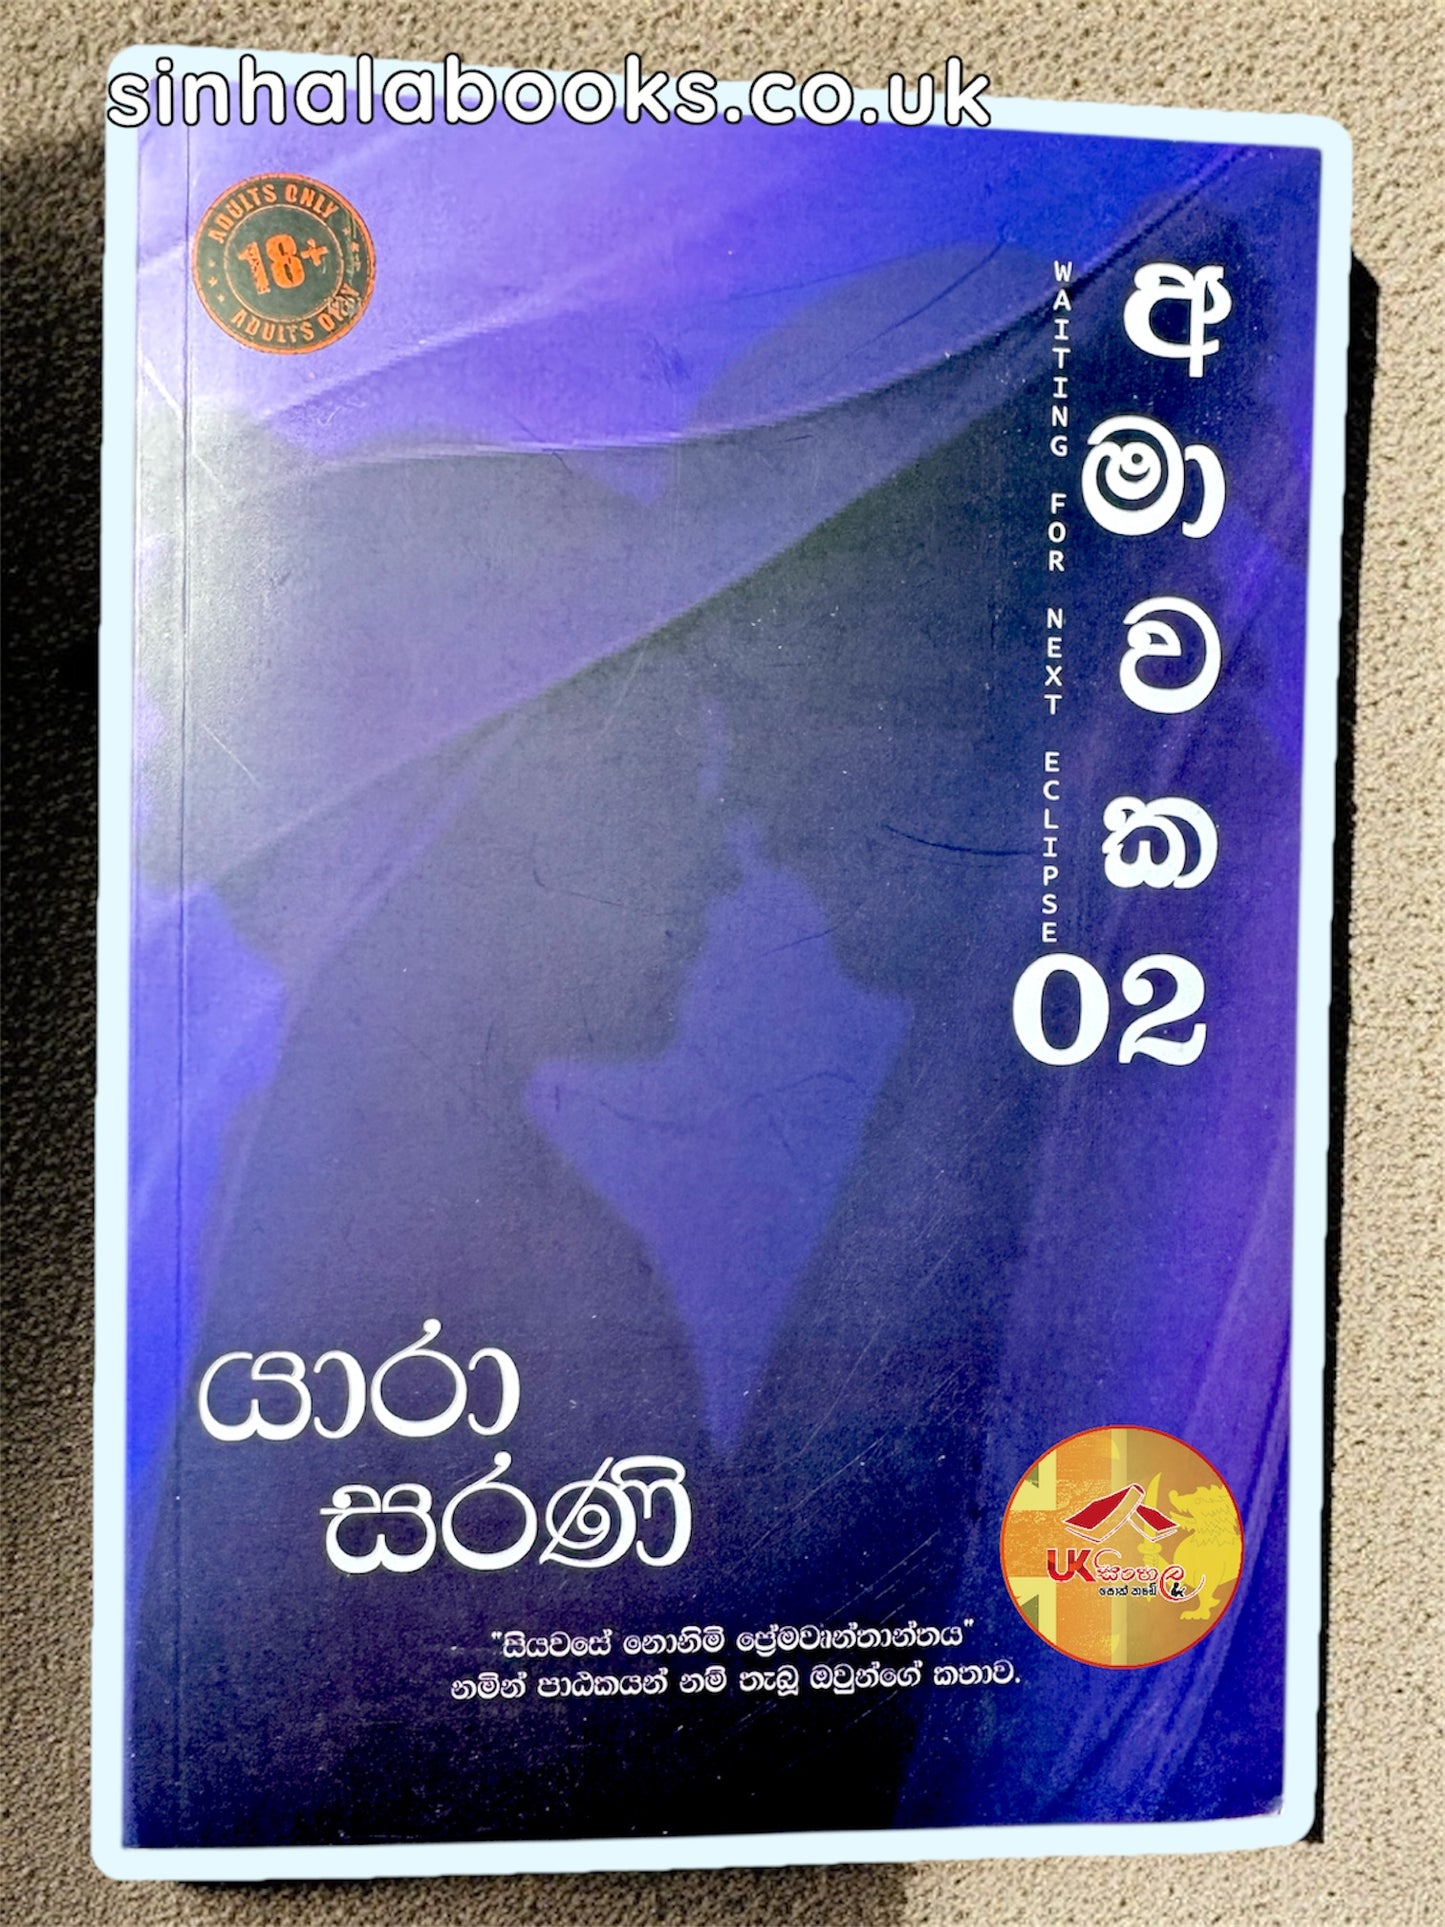 sinhalabooks.co.uk
ADULTS ONLY
18+
ADULTS ONLY
අමාවක
02
WAITING FOR NEXT ECLIPSE
යාරා
සරණි
"සියවසේ නොනිමි ප්‍රේමවෘන්තාන්තය"
නමින් පාඨකයන් නම් තැබූ ඔවුන්ගේ කතාව.
UK සිංහල
පොත් කඩේ